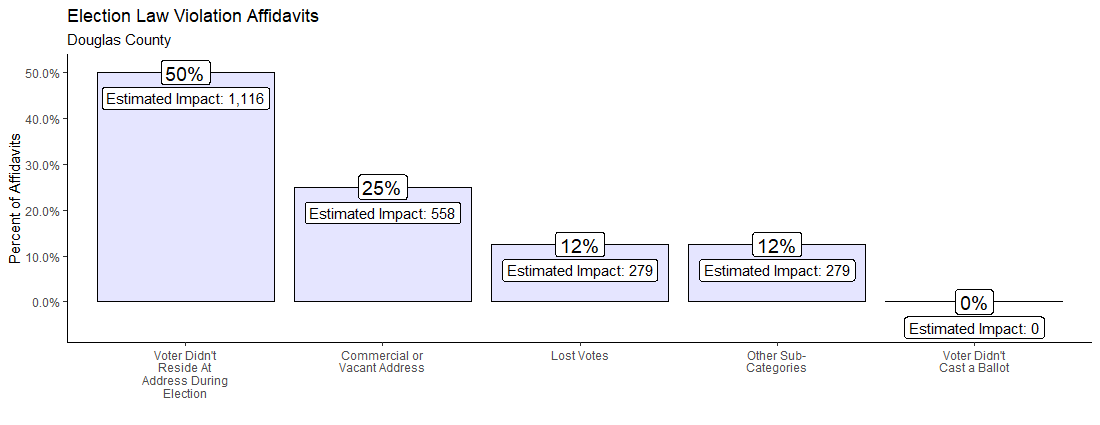 Election Law Violation Affidavits
Douglas County
Percent of Affidavits
50.0%
40.0%
30.0%
20.0%
10.0%
0.0%
50%
Estimated Impact: 1,116
25%
Estimated Impact: 558
12%
Estimated Impact: 279
12%
Estimated Impact: 279
0%
Estimated Impact: 0
Voter Didn't
Reside At
Address During
Election
Commercial or
Vacant Address
Lost Votes
Other Sub-
Categories
Voter Didn't
Cast a Ballot